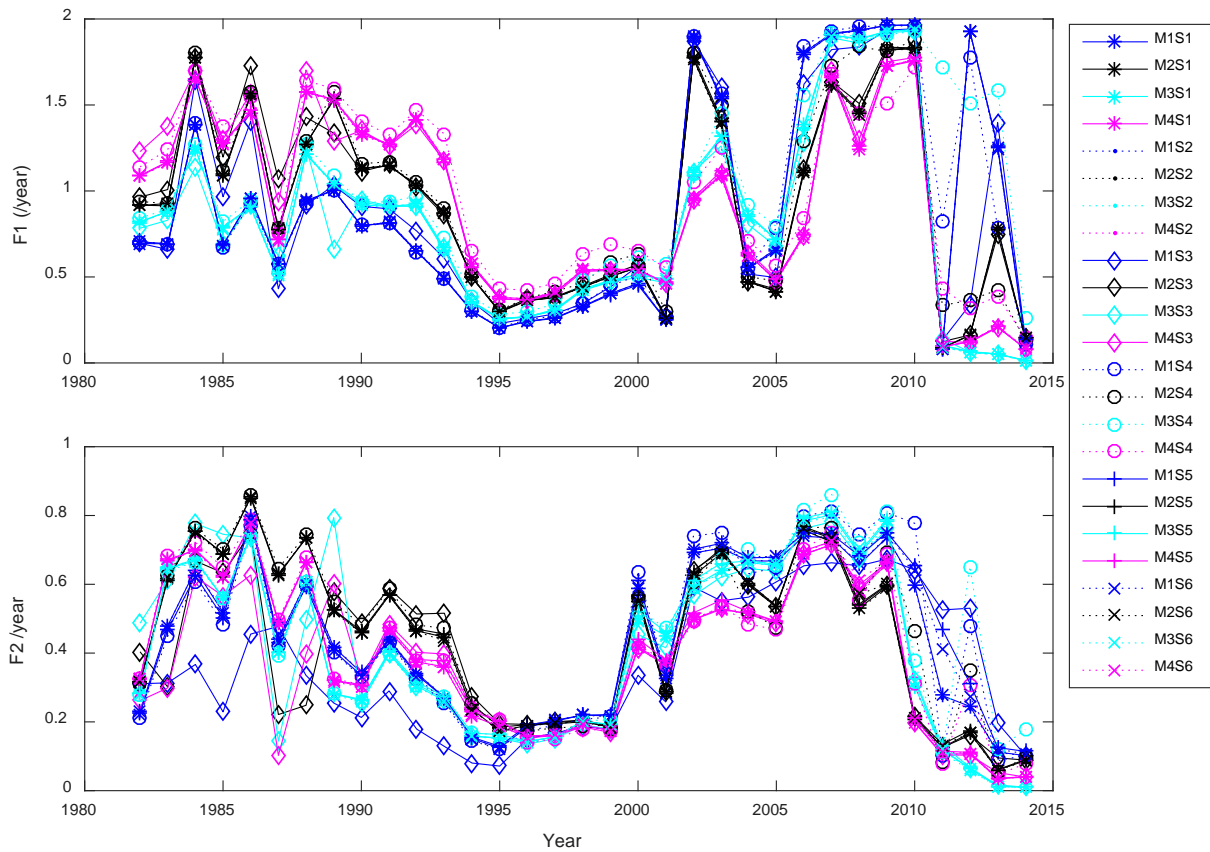 2
1.5
1
0.5
0
F1 (/year)
1980 1985 1990 1995 2000 2005 2010 2015
1
0.8
0.6
0.4
0.2
0
F2 /year
1980 1985 1990 1995 2000 2005 2010 2015
Year
M1S1
M2S1
M3S1
M4S1
M1S2
M2S2
M3S2
M4S2
M1S3
M2S3
M3S3
M4S3
M1S4
M2S4
M3S4
M4S4
M1S5
M2S5
M3S5
M4S5
M1S6
M2S6
M3S6
M4S6